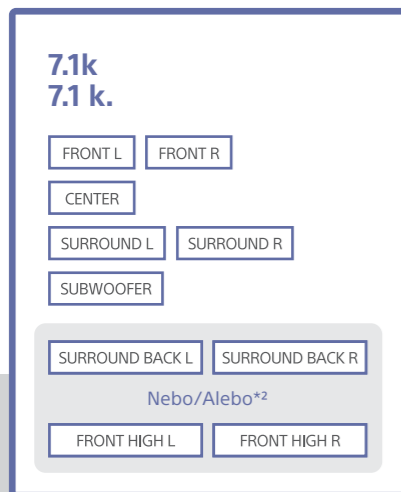 7.1k
7.1 k.
FRONT L FRONT R
CENTER
SURROUND L SURROUND R
SUBWOOFER
SURROUND BACK L SURROUND BACK R
Nebo/Alebo*²
FRONT HIGH L FRONT HIGH R